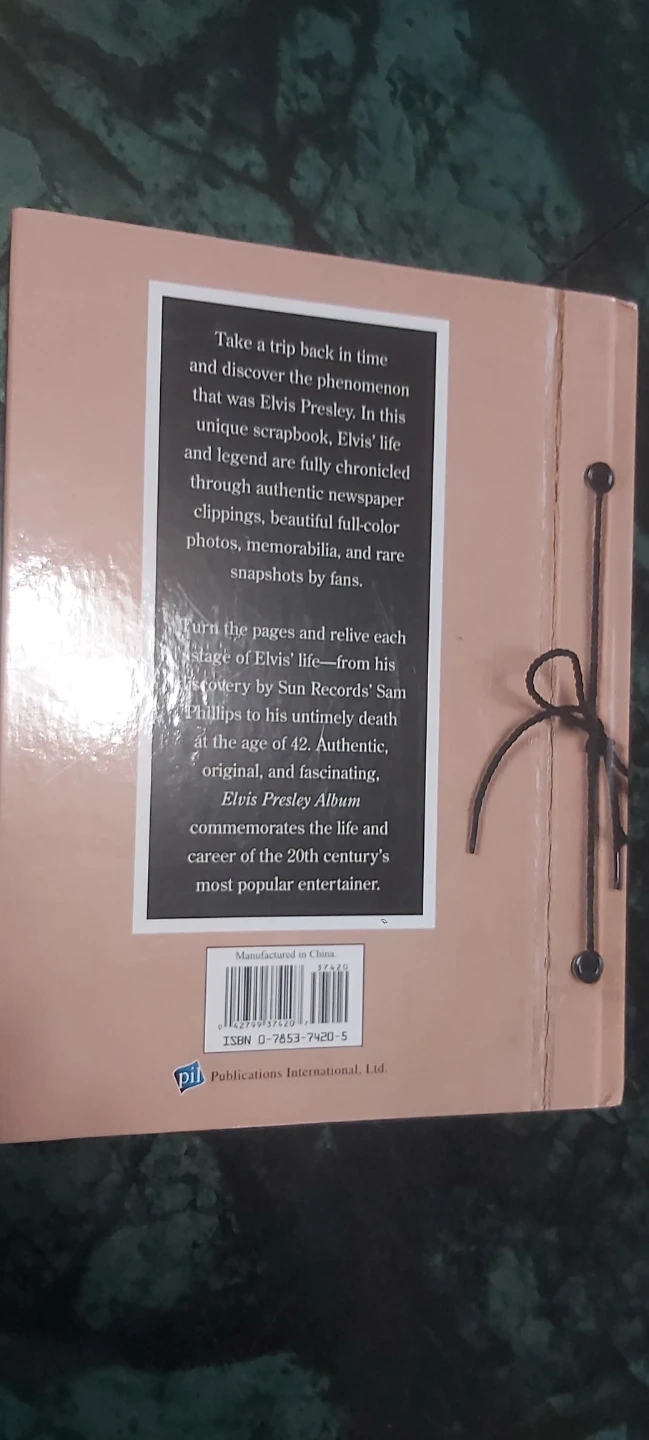 Take a trip back in time
and discover the phenomenon
that was Elvis Presley. In this
unique scrapbook, Elvis' life
and legend are fully chronicled
through authentic newspaper
clippings, beautiful full-color
photos, memorabilia, and rare
snapshots by fans.
Turn the pages and relive each
stage of Elvis' life—from his
discovery by Sun Records' Sam
Phillips to his untimely death
at the age of 42. Authentic,
original, and fascinating,
Elvis Presley Album
commemorates the life and
career of the 20th century's
most popular entertainer.
Manufactured in China.
37420
0 42799 37420 7
ISBN 0-7853-7420-5
pil Publications International, Ltd.